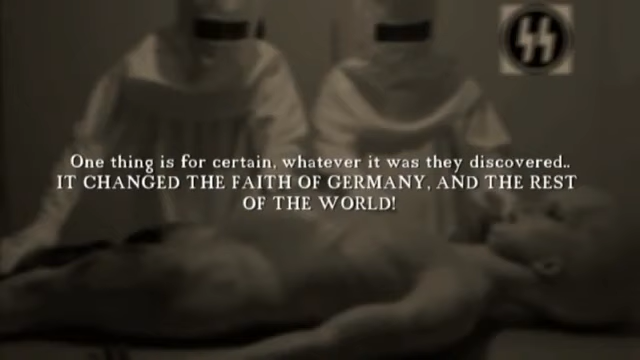 One thing is for certain, whatever it was they discovered..
IT CHANGED THE FAITH OF GERMANY, AND THE REST
OF THE WORLD!